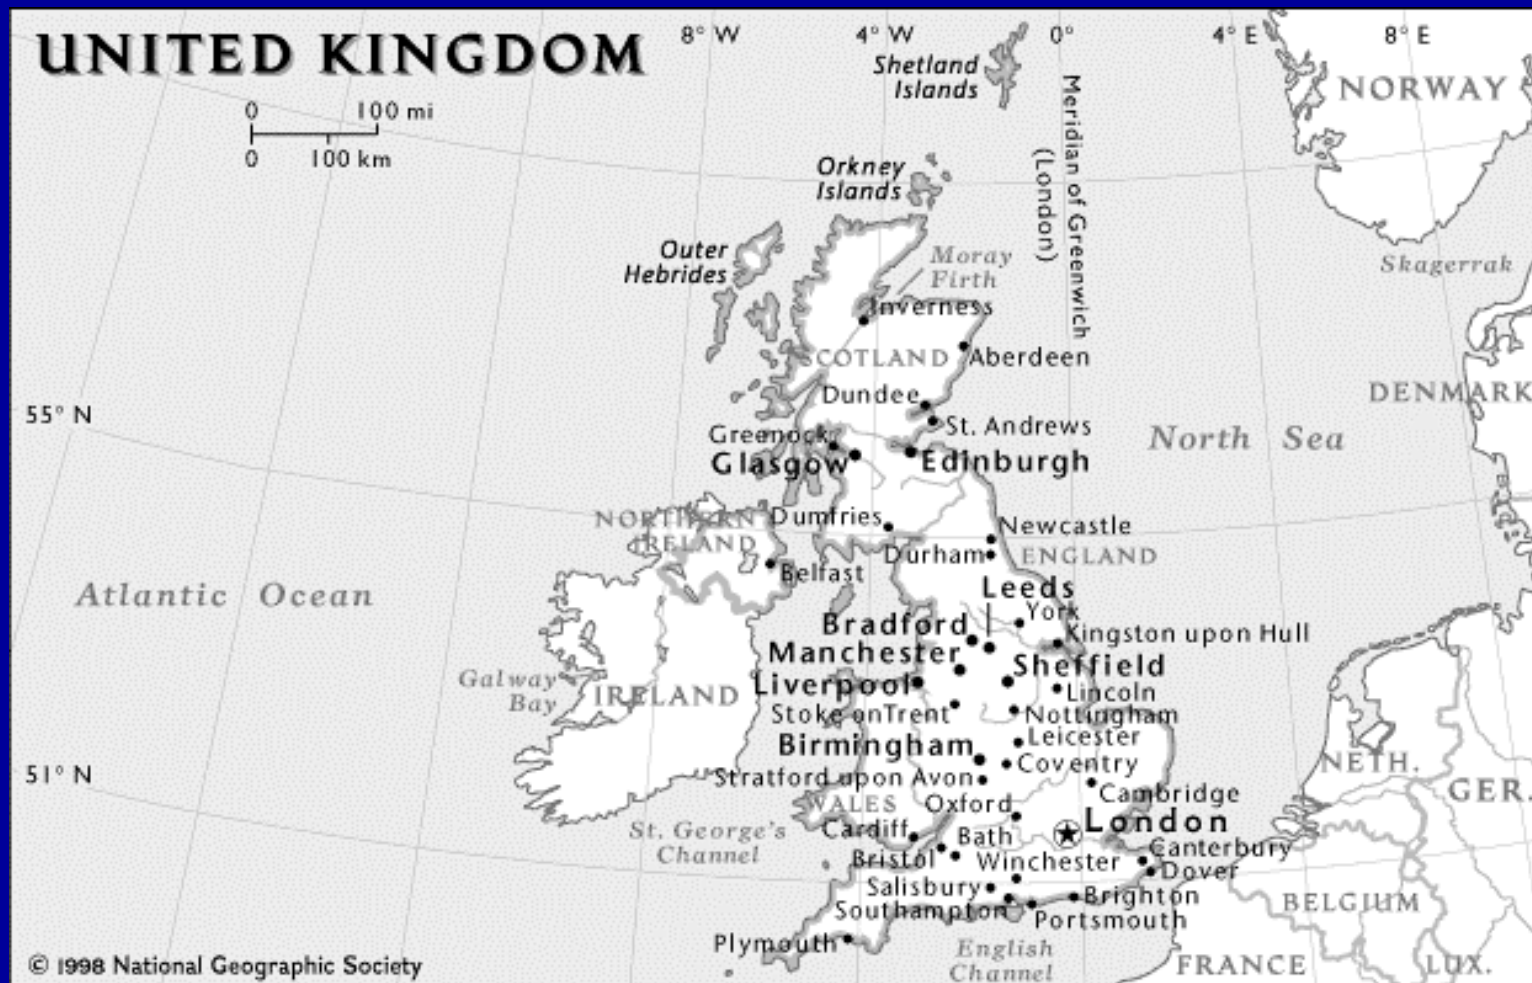 UNITED KINGDOM
8° W
4° W
0°
4° E
8° E
0 100 mi
0 100 km
Shetland
Islands
Meridian of Greenwich
(London)
NORWAY
Orkney
Islands
Outer
Hebrides
Moray
Firth
Skagerrak
Inverness
SCOTLAND
Aberdeen
DENMARK
Dundee
55° N
St. Andrews
North Sea
Greenock
Glasgow
Edinburgh
NORTHERN
IRELAND
Dumfries
Newcastle
Durham
ENGLAND
Belfast
Atlantic Ocean
Leeds
York
Bradford
Kingston upon Hull
Manchester
Sheffield
Galway
Bay
IRELAND
Liverpool
Lincoln
Stoke onTrent
Nottingham
Birmingham
Leicester
Coventry
NETH.
51° N
Stratford upon Avon
Cambridge
GER.
WALES
Oxford
London
St. George's
Channel
Cardiff
Bath
Canterbury
Bristol
Winchester
Dover
Salisbury
Brighton
BELGIUM
Southampton
Portsmouth
Plymouth
English
Channel
FRANCE
LUX.
© 1998 National Geographic Society